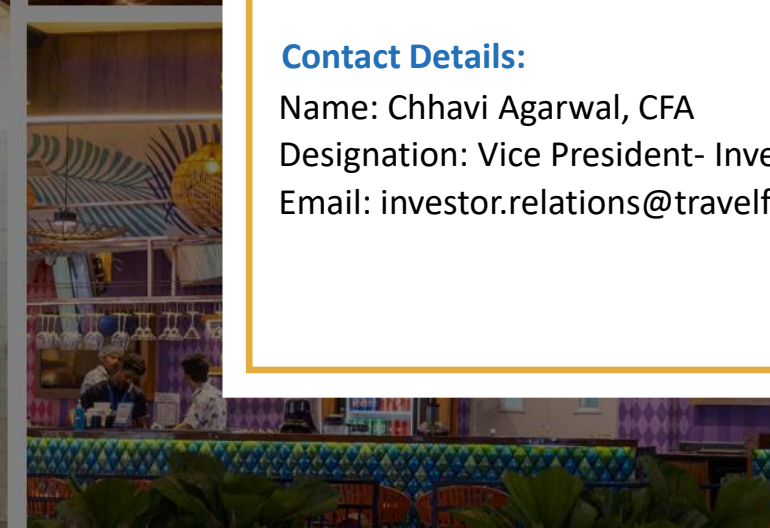 Contact Details:
Name: Chhavi Agarwal, CFA
Designation: Vice President- Inve
Email: investor.relations@travelf